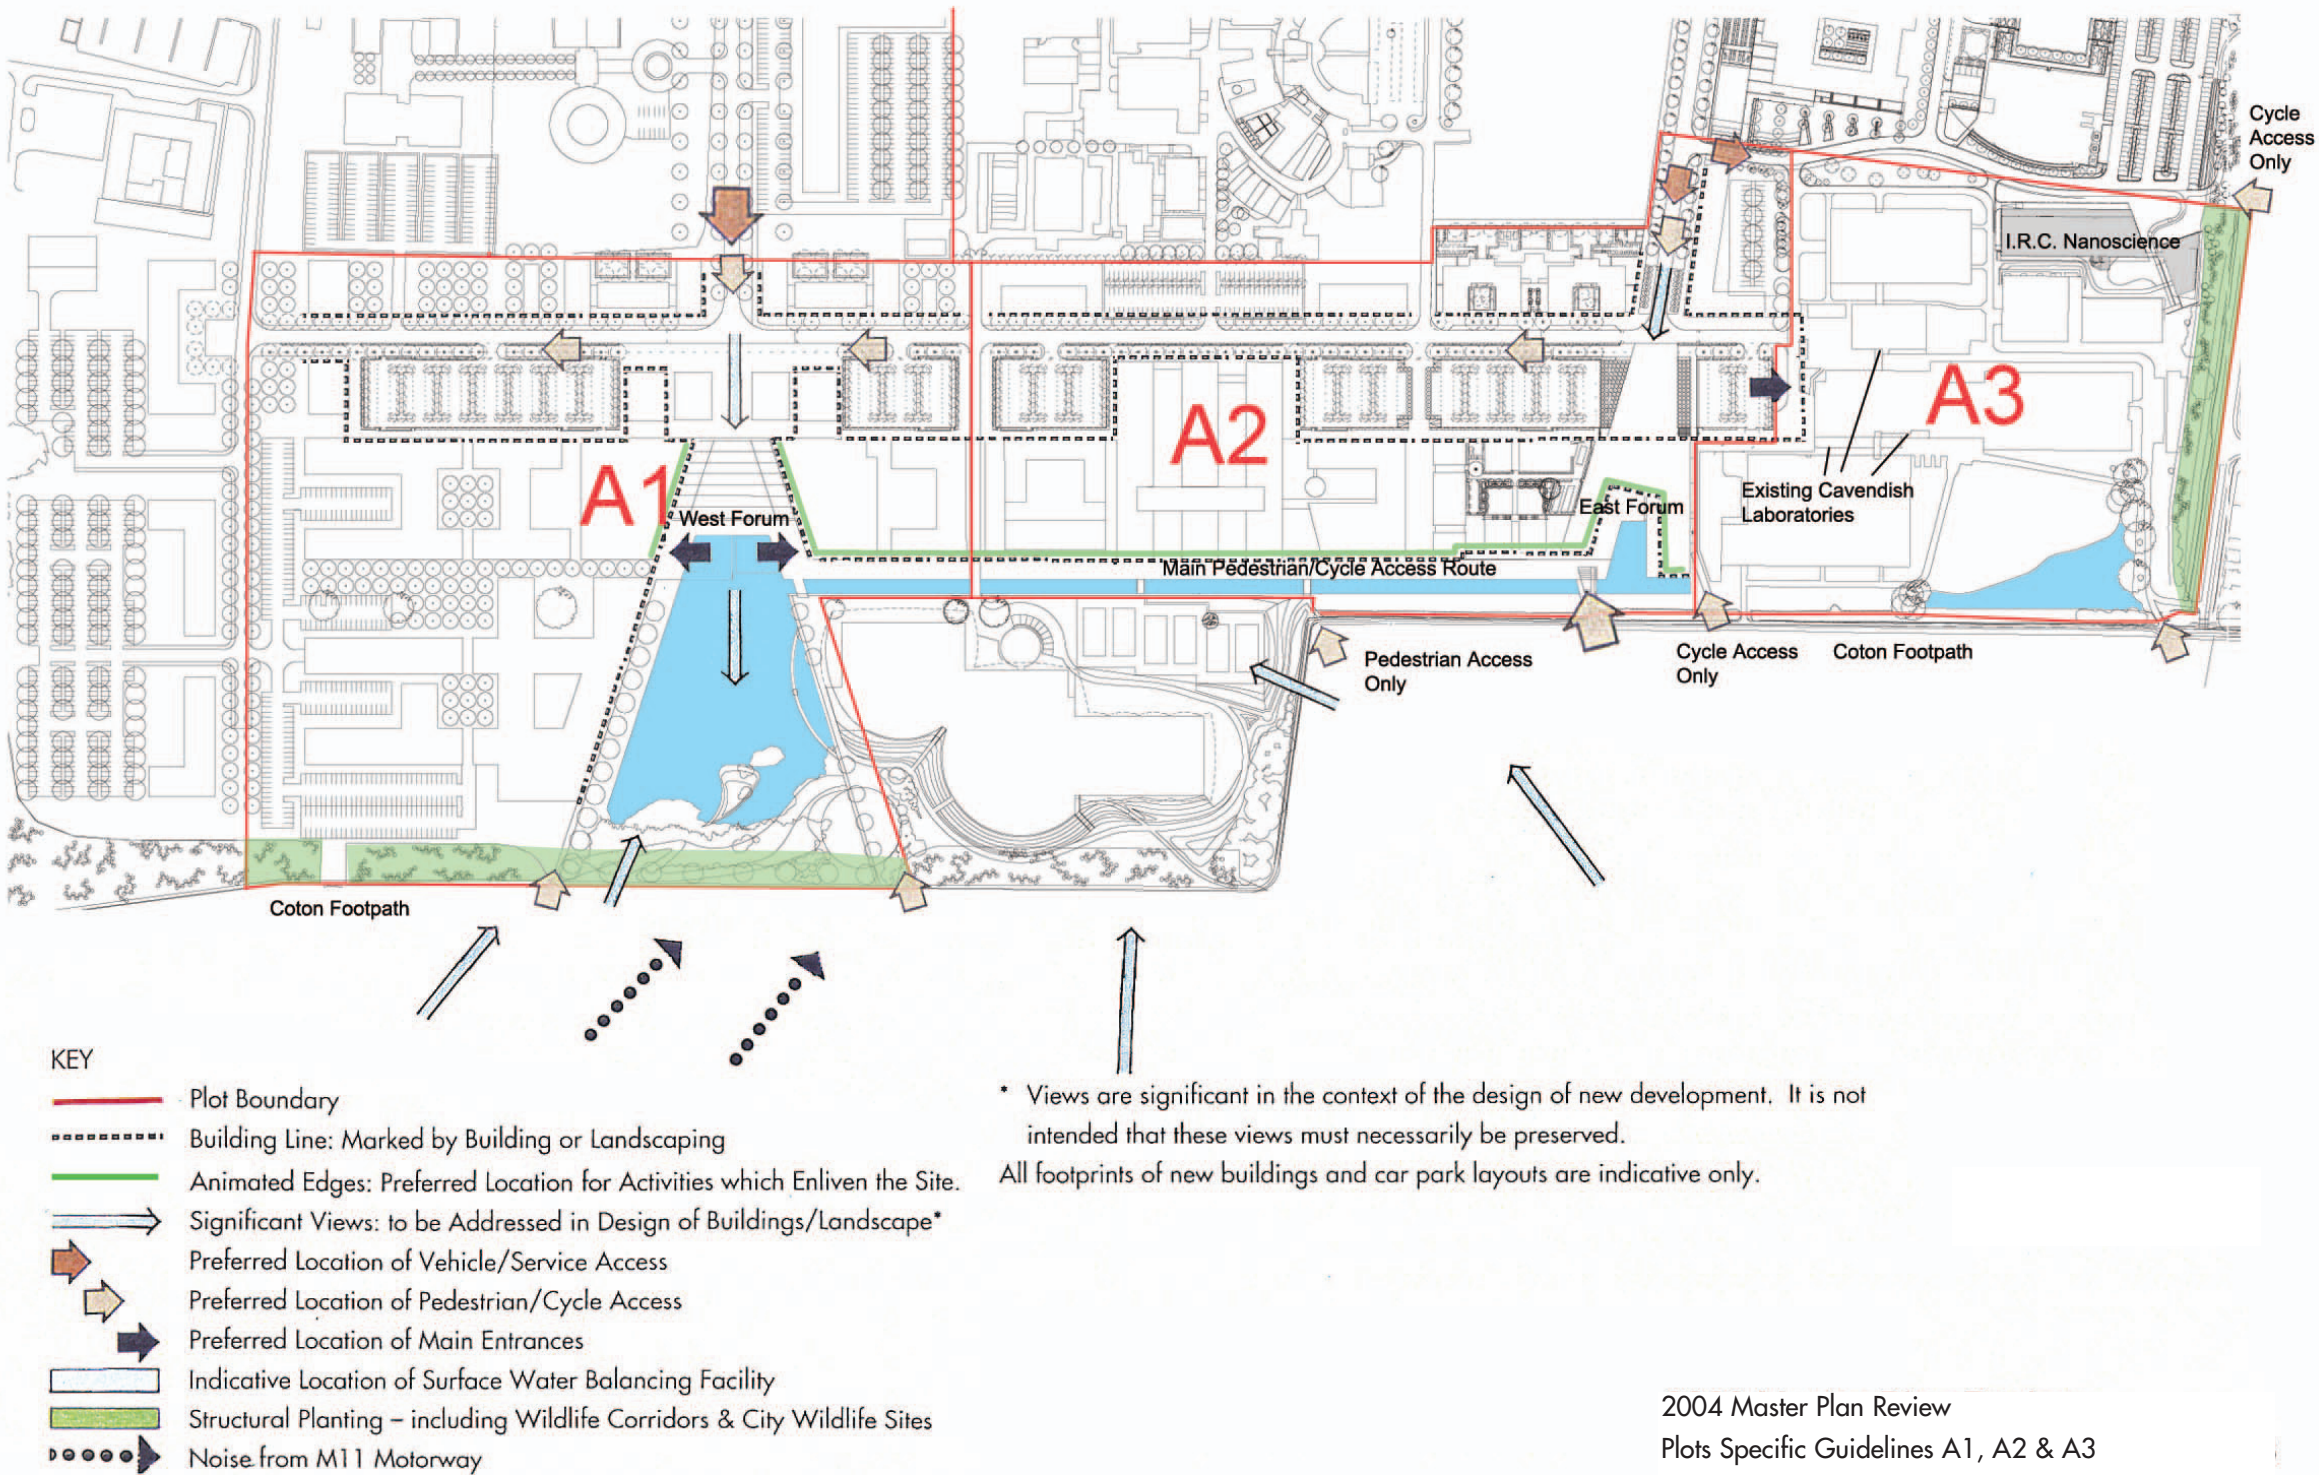 Cycle
Access
Only
I.R.C. Nanoscience
A3
A2
A1
Existing Cavendish
Laboratories
West Forum
East Forum
Main Pedestrian/Cycle Access Route
Pedestrian Access
Only
Cycle Access
Only
Coton Footpath
Coton Footpath
KEY
Plot Boundary
Building Line: Marked by Building or Landscaping
Animated Edges: Preferred Location for Activities which Enliven the Site.
Significant Views: to be Addressed in Design of Buildings/Landscape*
Preferred Location of Vehicle/Service Access
Preferred Location of Pedestrian/Cycle Access
Preferred Location of Main Entrances
Indicative Location of Surface Water Balancing Facility
Structural Planting – including Wildlife Corridors & City Wildlife Sites
Noise from M11 Motorway
* Views are significant in the context of the design of new development. It is not
intended that these views must necessarily be preserved.
All footprints of new buildings and car park layouts are indicative only.
2004 Master Plan Review
Plots Specific Guidelines A1, A2 & A3